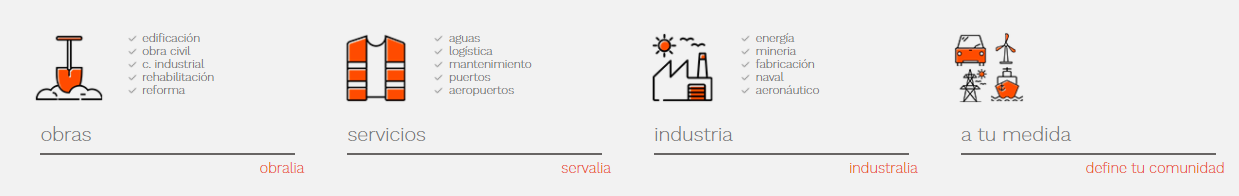 edificación
obra civil
c. industrial
rehabilitación
reforma
obras
obralia
aguas
logística
mantenimiento
puertos
aeropuertos
servicios
servalia
energía
mineria
fabricación
naval
aeronáutico
industria
industralia
a tu medida
define tu comunidad